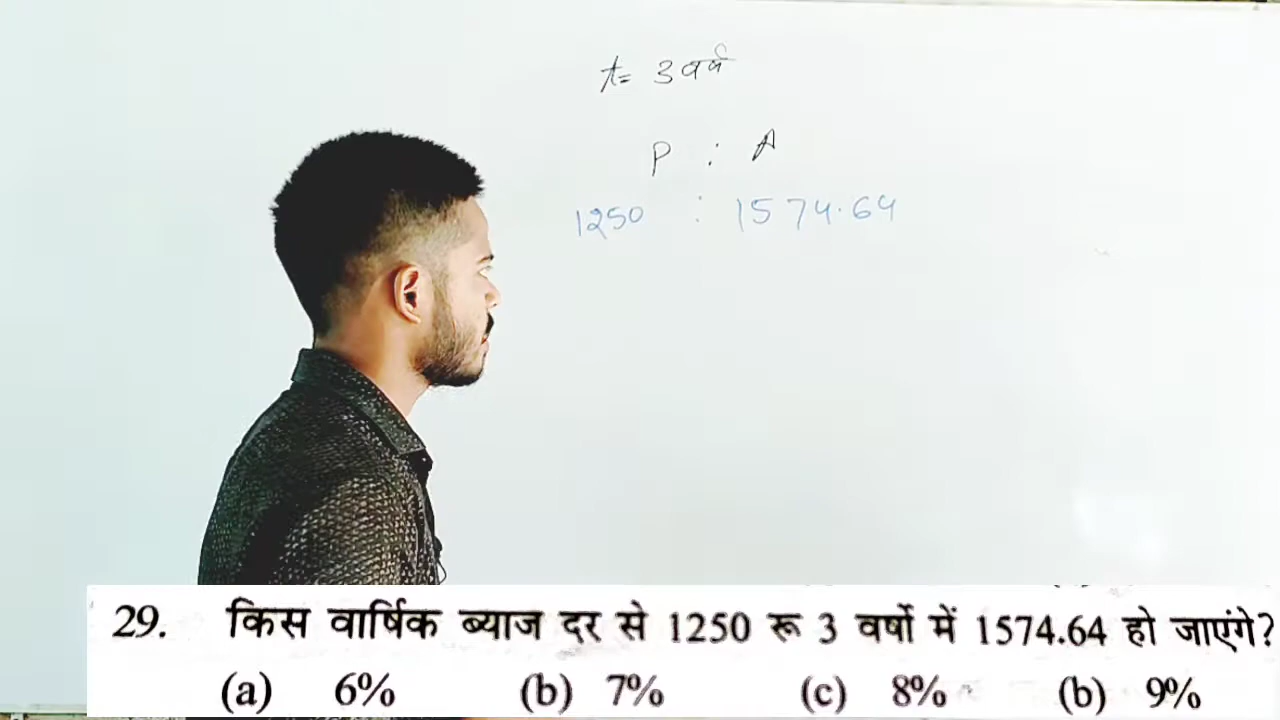 t= 3 वर्ष
P : A
1250 : 1574.64
29. किस वार्षिक ब्याज दर से 1250 रू 3 वर्षो में 1574.64 हो जाएंगे?
(a) 6% (b) 7% (c) 8% (b) 9%